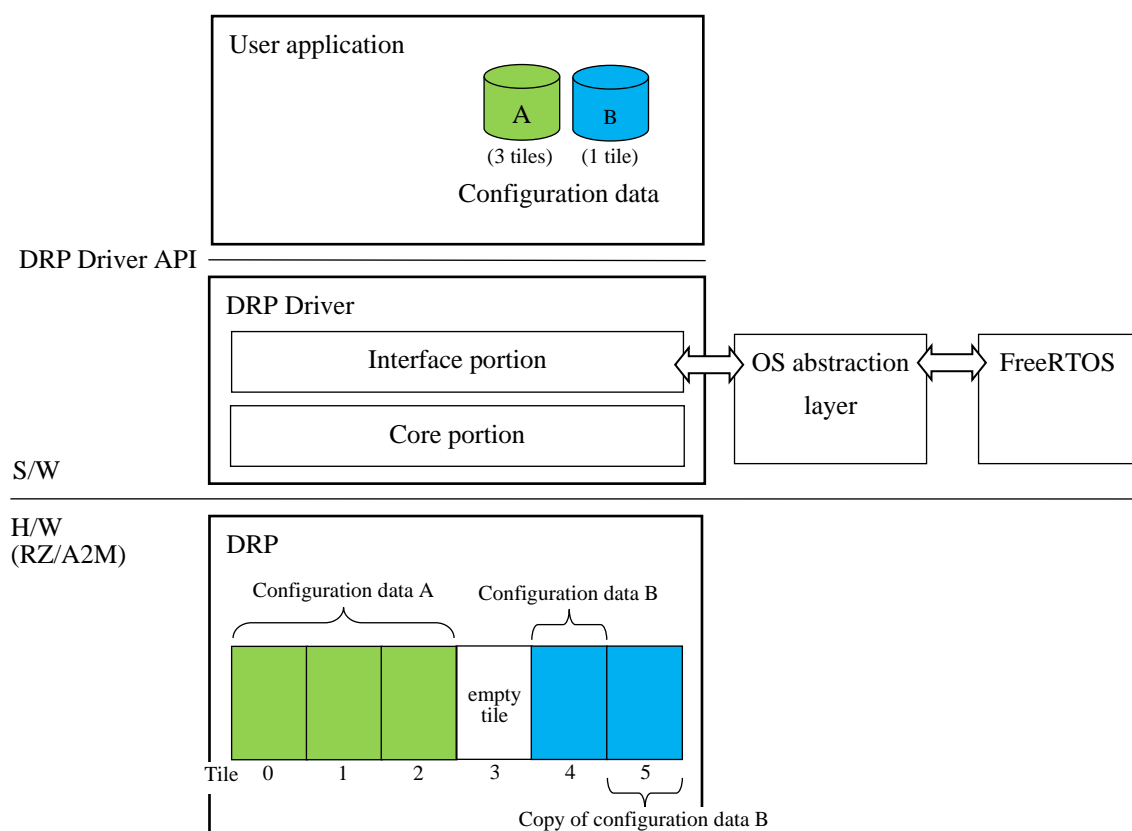 User application
A
B
(3 tiles)
(1 tile)
Configuration data
DRP Driver API
DRP Driver
Interface portion
OS abstraction
layer
FreeRTOS
Core portion
S/W
H/W
(RZ/A2M)
DRP
Configuration data A
Configuration data B
empty
tile
Tile
0
1
2
3
4
5
Copy of configuration data B